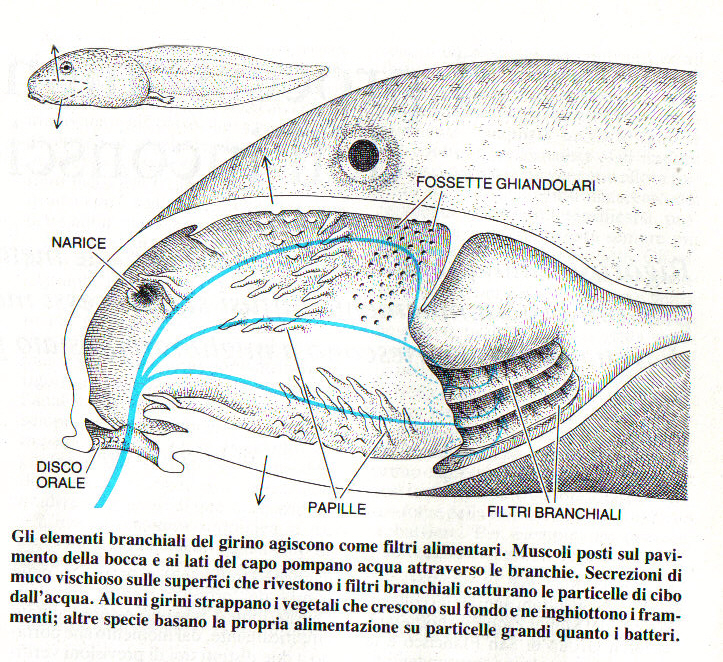 FOSSETTE GHIANDOLARI
NARICE
DISCO
ORALE
PAPILLE
FILTRI BRANCHIALI
Gli elementi branchiali del girino agiscono come filtri alimentari. Muscoli posti sul pavi-
mento della bocca e ai lati del capo pompano acqua attraverso le branchie. Secrezioni di
muco vischioso sulle superfici che rivestono i filtri branchiali catturano le particelle di cibo
dall'acqua. Alcuni girini strappano i vegetali che crescono sul fondo e ne inghiottono i fram-
menti; altre specie basano la propria alimentazione su particelle grandi quanto i batteri.